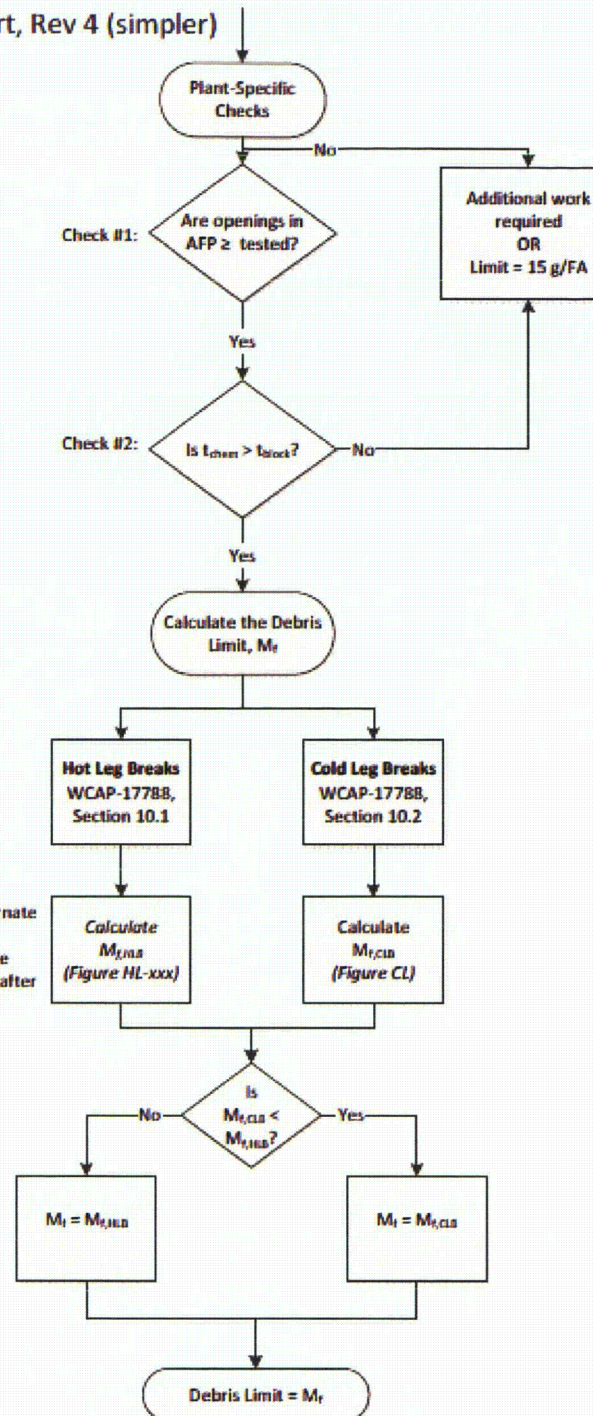 rt, Rev 4 (simpler)
Plant-Specific
Checks
No
Check #1:
Are openings in
AFP ≥ tested?
Additional work
required
OR
Limit = 15 g/FA
Yes
Check #2:
Is tchem > tblock?
No
Yes
Calculate the Debris
Limit, Mf
Hot Leg Breaks
WCAP-17788,
Section 10.1
Cold Leg Breaks
WCAP-17788,
Section 10.2
rnate
e
after
Calculate
Mf,HLB
(Figure HL-xxx)
Calculate
Mf,CLB
(Figure CL)
Is
Mf,CLB <
Mf,HLB?
No
Yes
Mf = Mf,HLB
Mf = Mf,CLB
Debris Limit = Mf